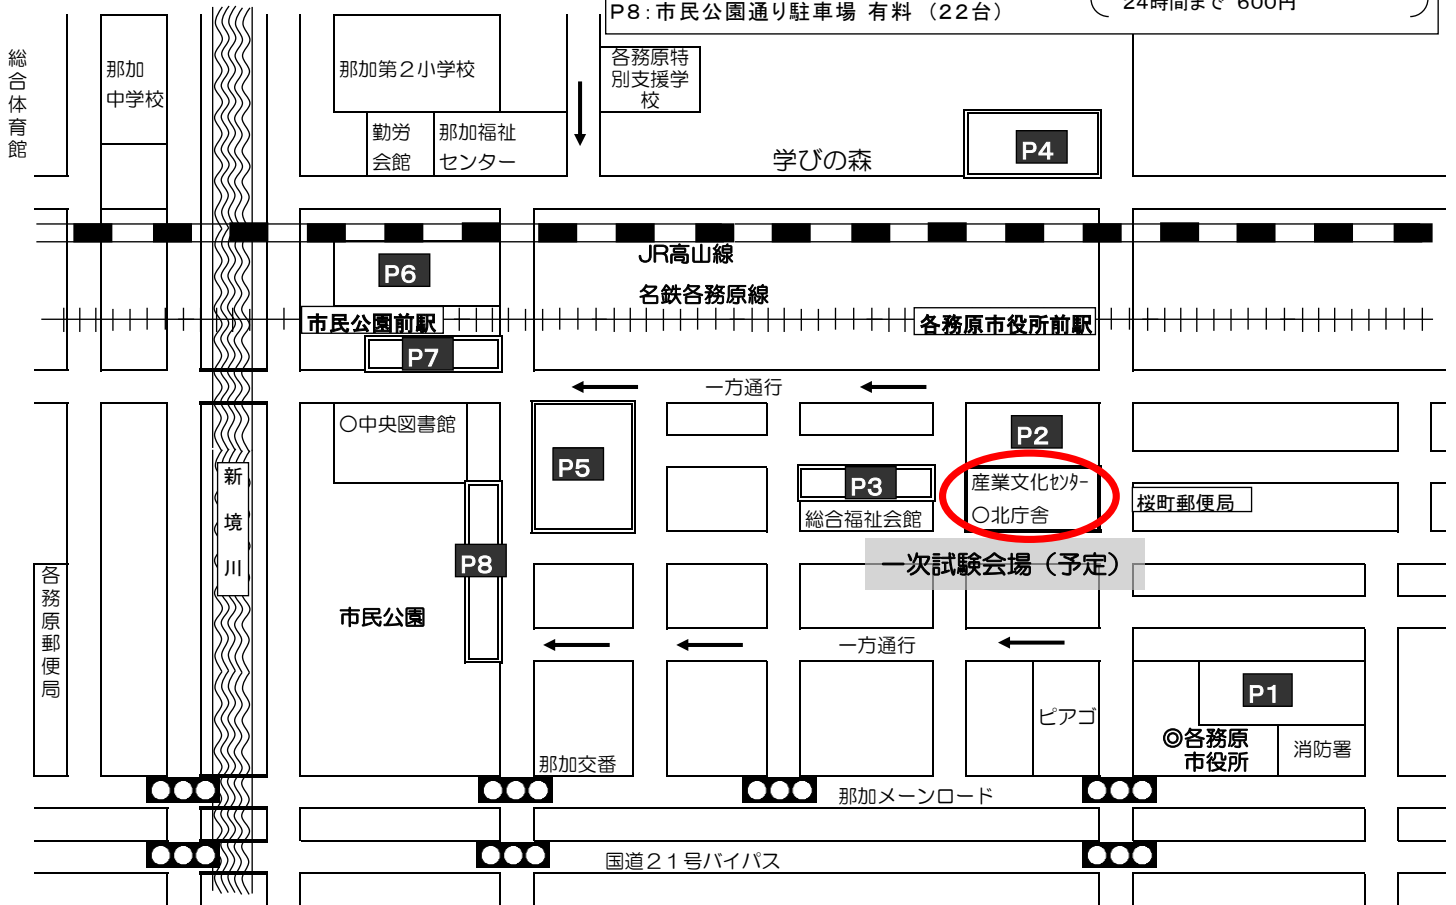 P8:市民公園通り駐車場 有料 （22台）
24時間まで 600円
総合体育館
那加
中学校
那加第2小学校
各務原特
別支援学
校
勤労
会館
那加福祉
センター
学びの森
P4
JR高山線
P6
名鉄各務原線
市民公園前駅
各務原市役所前駅
P7
一方通行
〇中央図書館
P5
P2
P3
総合福祉会館
産業文化ｾﾝﾀｰ
〇北庁舎
桜町郵便局
新境川
一次試験会場（予定）
P8
各務原郵便局
市民公園
一方通行
P1
ピアゴ
◎各務原
市役所
消防署
那加交番
那加メーンロード
国道21号バイパス